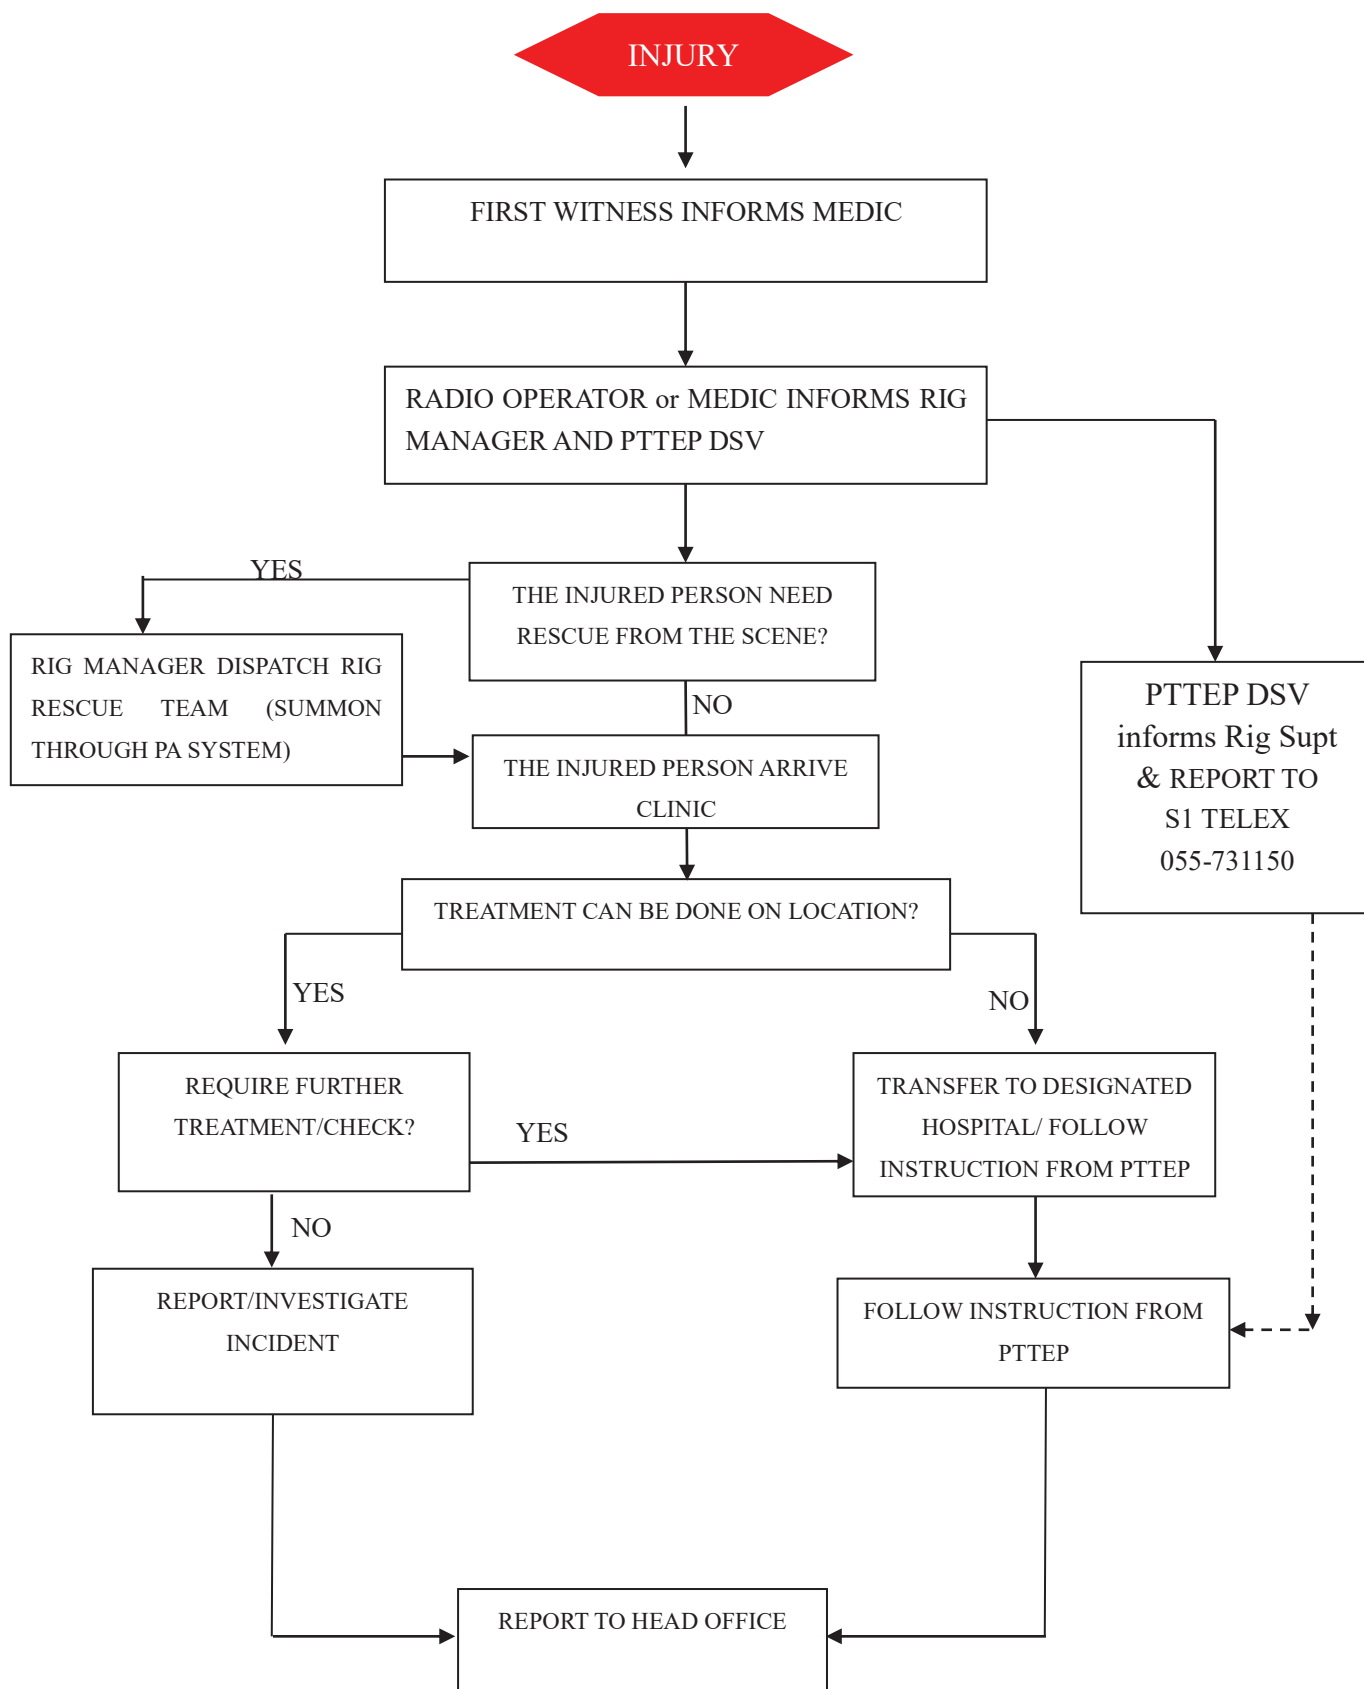 INJURY
FIRST WITNESS INFORMS MEDIC
RADIO OPERATOR or MEDIC INFORMS RIG
MANAGER AND PTTEP DSV
YES
THE INJURED PERSON NEED
RESCUE FROM THE SCENE?
RIG MANAGER DISPATCH RIG
RESCUE TEAM (SUMMON
THROUGH PA SYSTEM)
NO
THE INJURED PERSON ARRIVE
CLINIC
PTTEP DSV
informs Rig Supt
& REPORT TO
S1 TELEX
055-731150
TREATMENT CAN BE DONE ON LOCATION?
YES
NO
REQUIRE FURTHER
TREATMENT/CHECK?
YES
TRANSFER TO DESIGNATED
HOSPITAL/ FOLLOW
INSTRUCTION FROM PTTEP
NO
REPORT/INVESTIGATE
INCIDENT
FOLLOW INSTRUCTION FROM
PTTEP
REPORT TO HEAD OFFICE